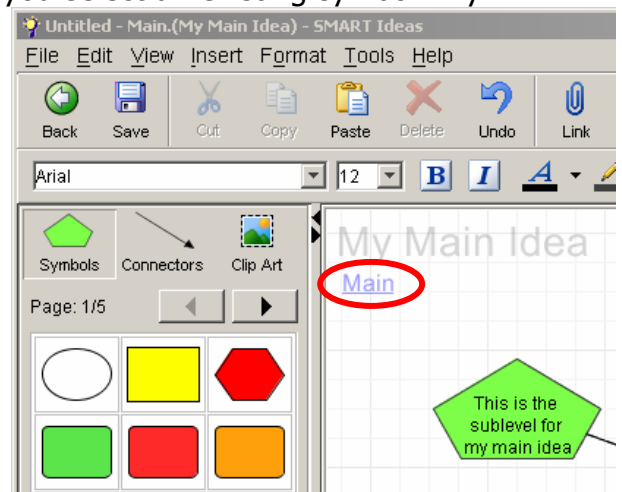 Untitled - Main.(My Main Idea) - SMART Ideas
File Edit View Insert Format Tools Help
Back Save Cut Copy Paste Delete Undo Link
Arial 12 B I A
Symbols Connectors Clip Art
Page: 1/5
My Main Idea
Main
This is the
sublevel for
my main idea